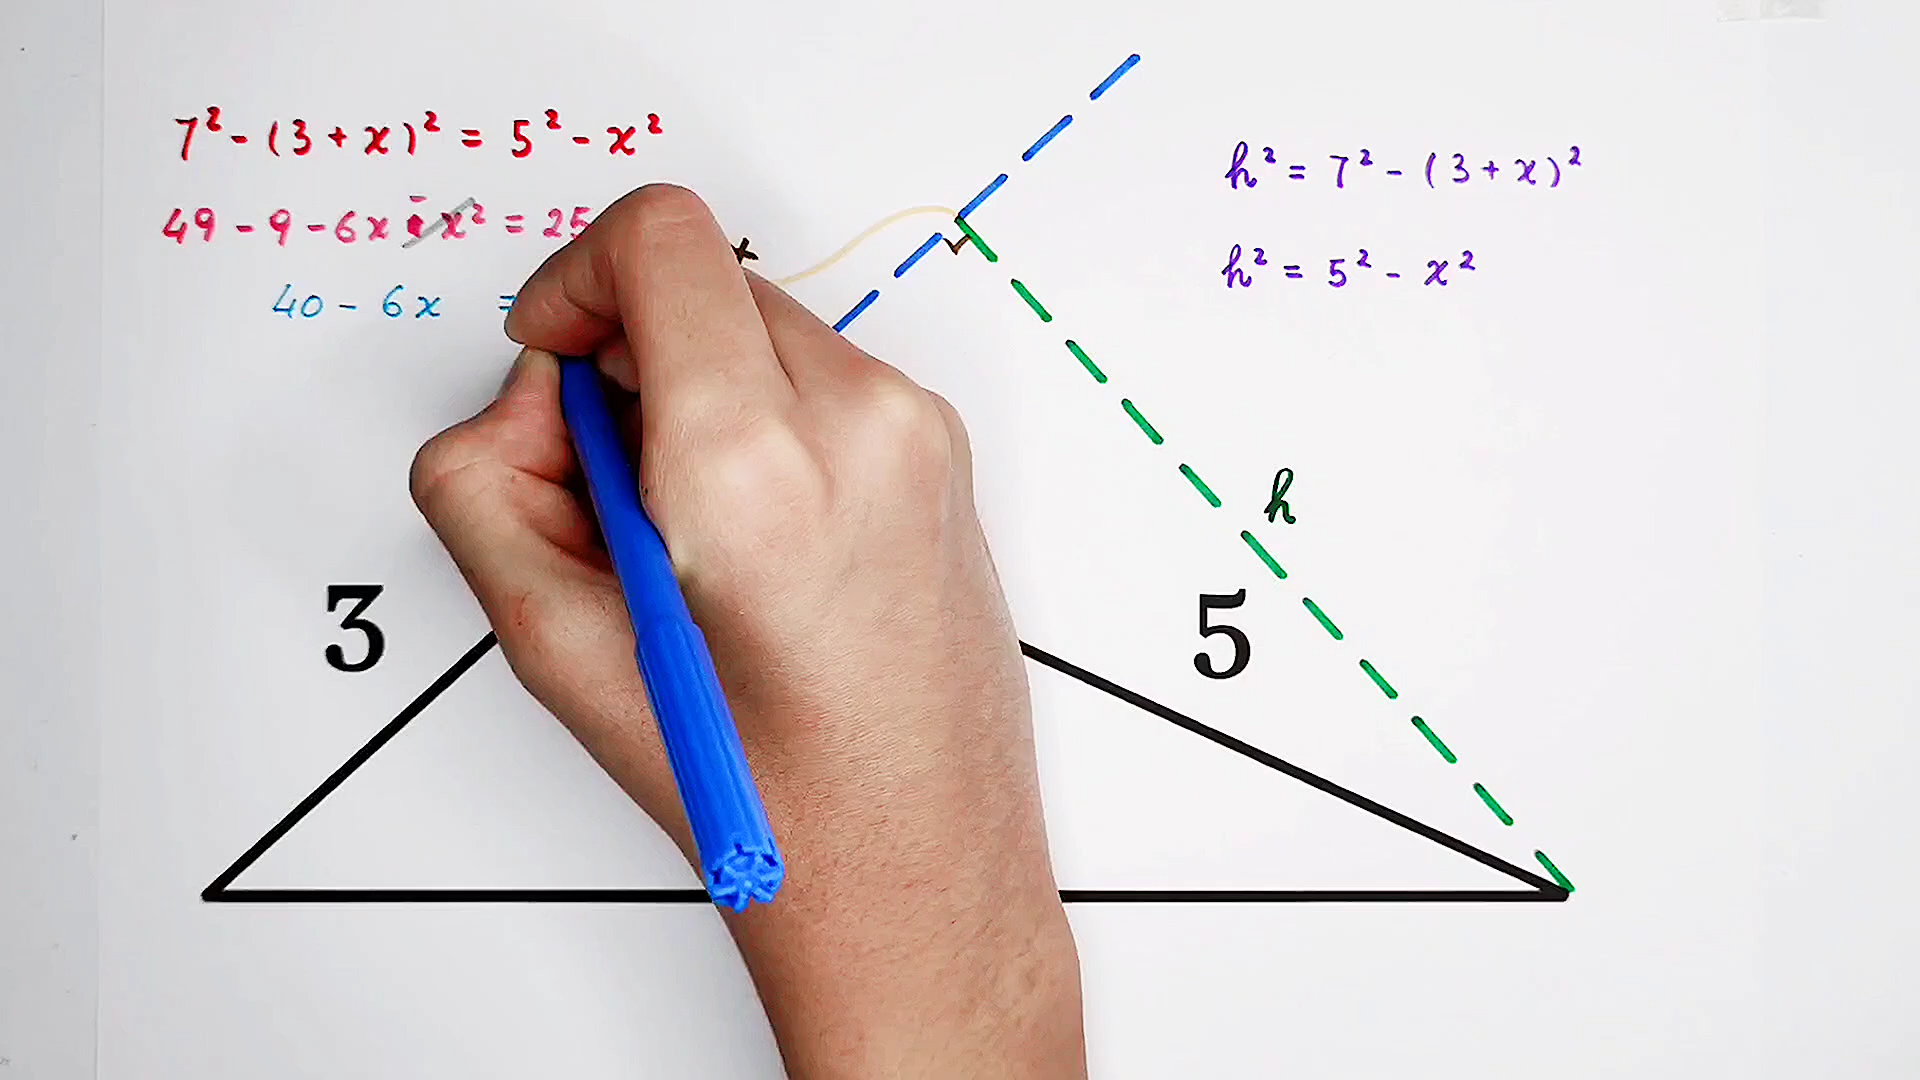 7² - (3 + x)² = 5² - x²
49 - 9 - 6x - x² = 25
40 - 6x =
x
h² = 7² - (3 + x)²
h² = 5² - x²
h
3
5